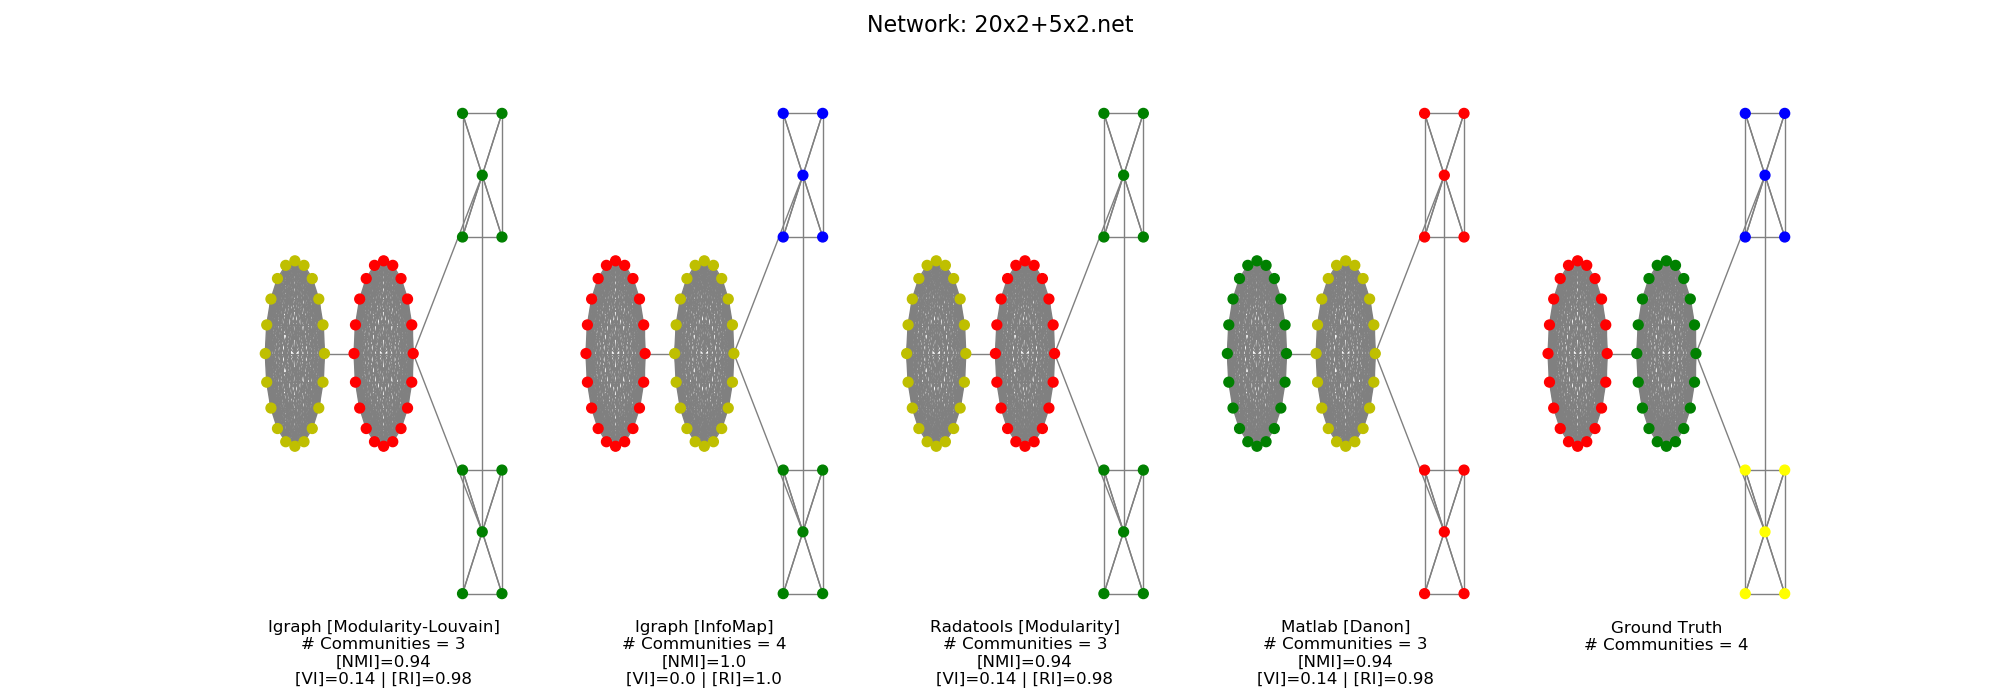 Network: 20x2+5x2.net
Igraph [Modularity-Louvain]
# Communities = 3
[NMI]=0.94
[VI]=0.14 | [RI]=0.98
Igraph [InfoMap]
# Communities = 4
[NMI]=1.0
[VI]=0.0 | [RI]=1.0
Radatools [Modularity]
# Communities = 3
[NMI]=0.94
[VI]=0.14 | [RI]=0.98
Matlab [Danon]
# Communities = 3
[NMI]=0.94
[VI]=0.14 | [RI]=0.98
Ground Truth
# Communities = 4